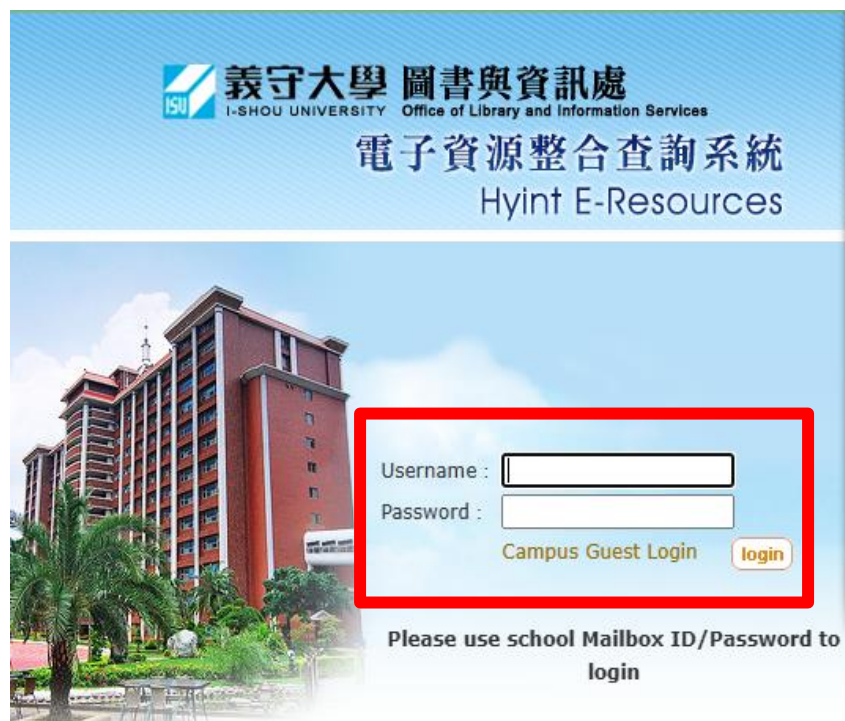 ISU 義守大學 圖書與資訊處
I-SHOU UNIVERSITY Office of Library and Information Services
電子資源整合查詢系統
Hyint E-Resources
Username :
Password :
Campus Guest Login login
Please use school Mailbox ID/Password to
login